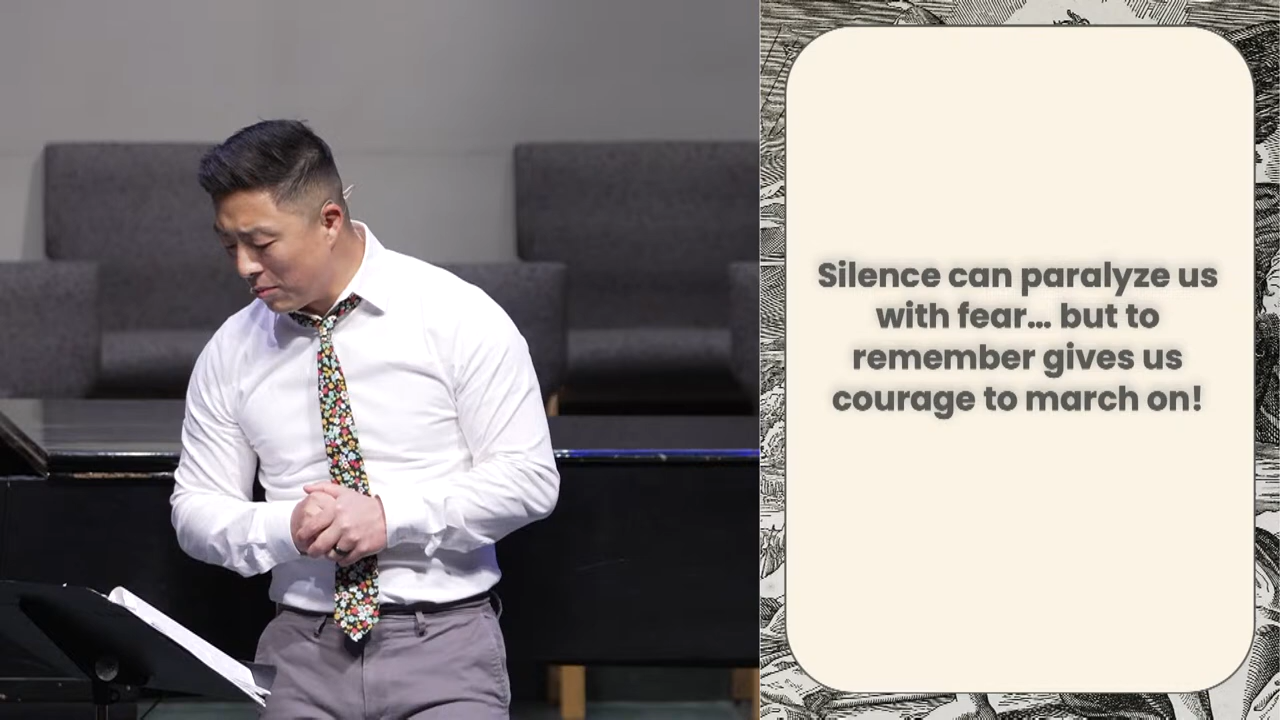 Silence can paralyze us
with fear... but to
remember gives us
courage to march on!